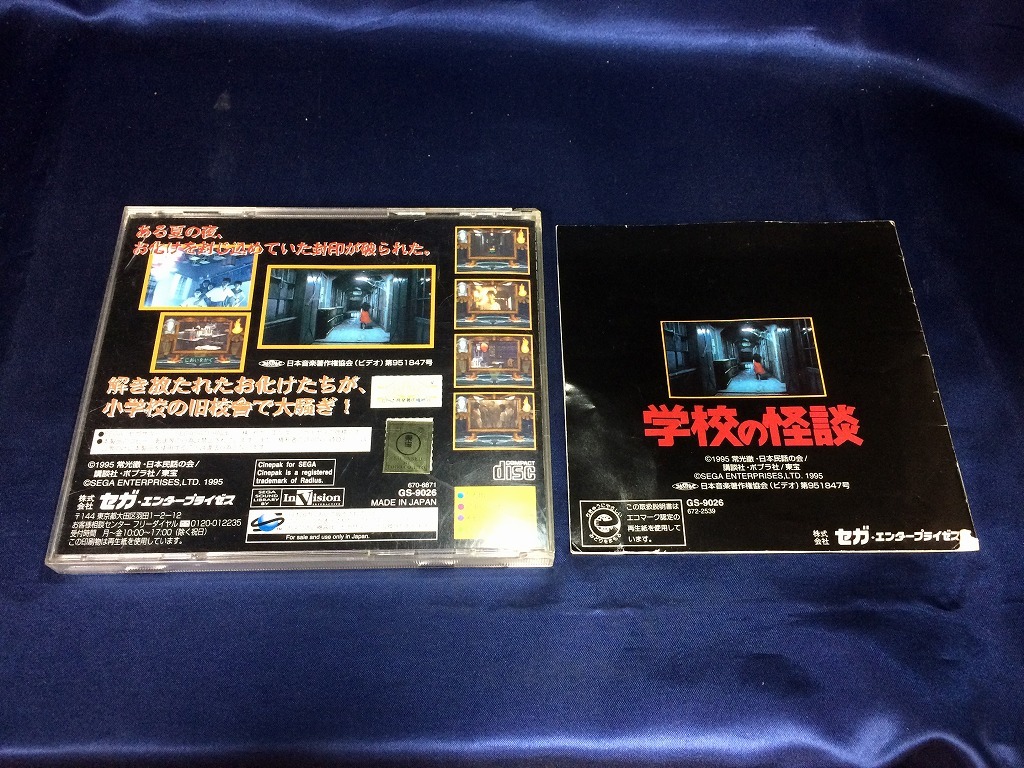 ある夏の夜、
お化けを封じ込めていた封印が破られた。
日本音楽著作権協会(ビデオ)第951847号
解き放たれたお化けたちが、
小学校の旧校舎で大騒ぎ!
©1995 常光徹・日本民話の会/
講談社・ポプラ社/東宝
©SEGA ENTERPRISES,LTD. 1995
株式会社 セガ・エンタープライゼス
〒144 東京都大田区羽田1-2-12
お客様相談センター フリーダイヤル 0120-012235
受付時間 月〜金10:00〜17:00(除く祝日)
この印刷物は再生紙を使用しています。
Cinepak for SEGA
Cinepak is a registered
trademark of Radius.
SEGA
SOUND
LIBRARY
BY
InVision
INTERACTIVE
For sale and use only in Japan.
670-8871
GS-9026
MADE IN JAPAN
COMPACT
disc
学校の怪談
©1995 常光徹・日本民話の会/
講談社・ポプラ社/東宝
©SEGA ENTERPRISES,LTD. 1995
日本音楽著作権協会(ビデオ)第951847号
GS-9026
672-2539
この取扱説明書は
エコマーク認定の
再生紙を使用して
います。
株式会社 セガ・エンタープライゼス